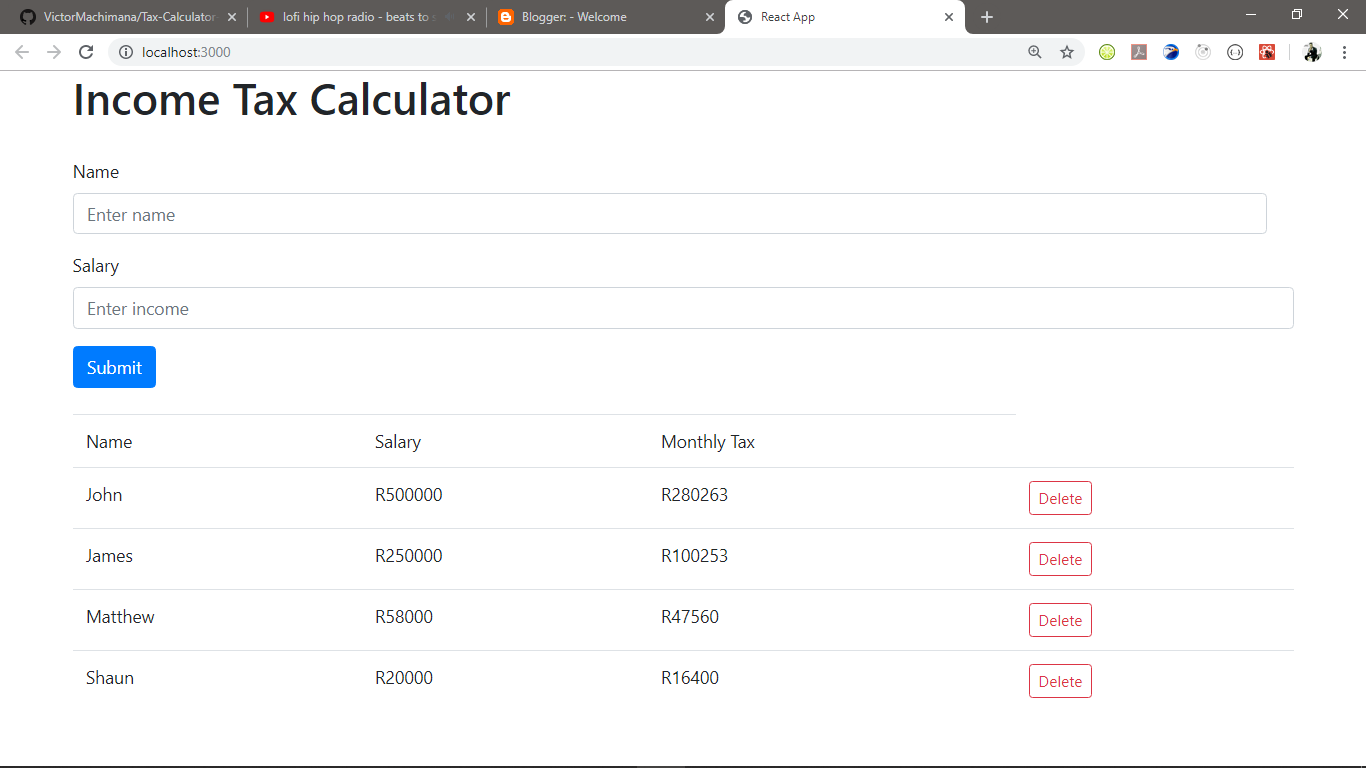 VictorMachimana/Tax-Calculator lofi hip hop radio - beats to Blogger: - Welcome React App
localhost:3000
Income Tax Calculator
Name
Enter name
Salary
Enter income
Submit
Name Salary Monthly Tax
John R500000 R280263 Delete
James R250000 R100253 Delete
Matthew R58000 R47560 Delete
Shaun R20000 R16400 Delete